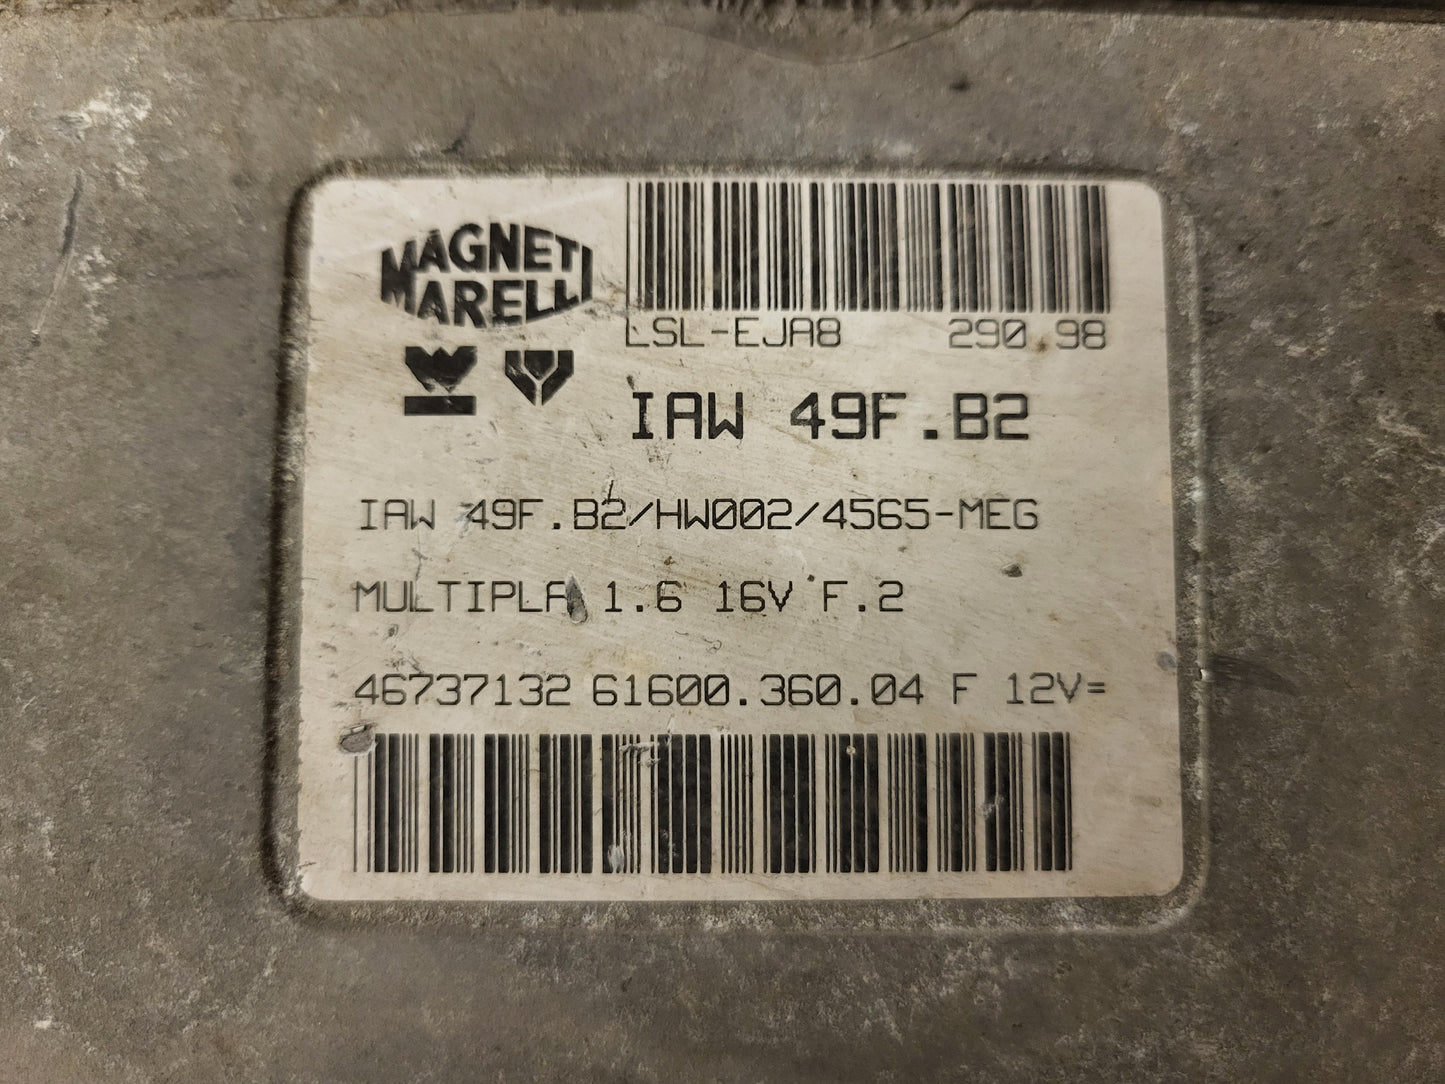 MAGNETI
MARELLI
LSL-EJA8 290.98
IAW 49F.B2
IAW 49F.B2/HW002/4565-MEG
MULTIPLA 1.6 16V F.2
46737132 61600.360.04 F 12V=